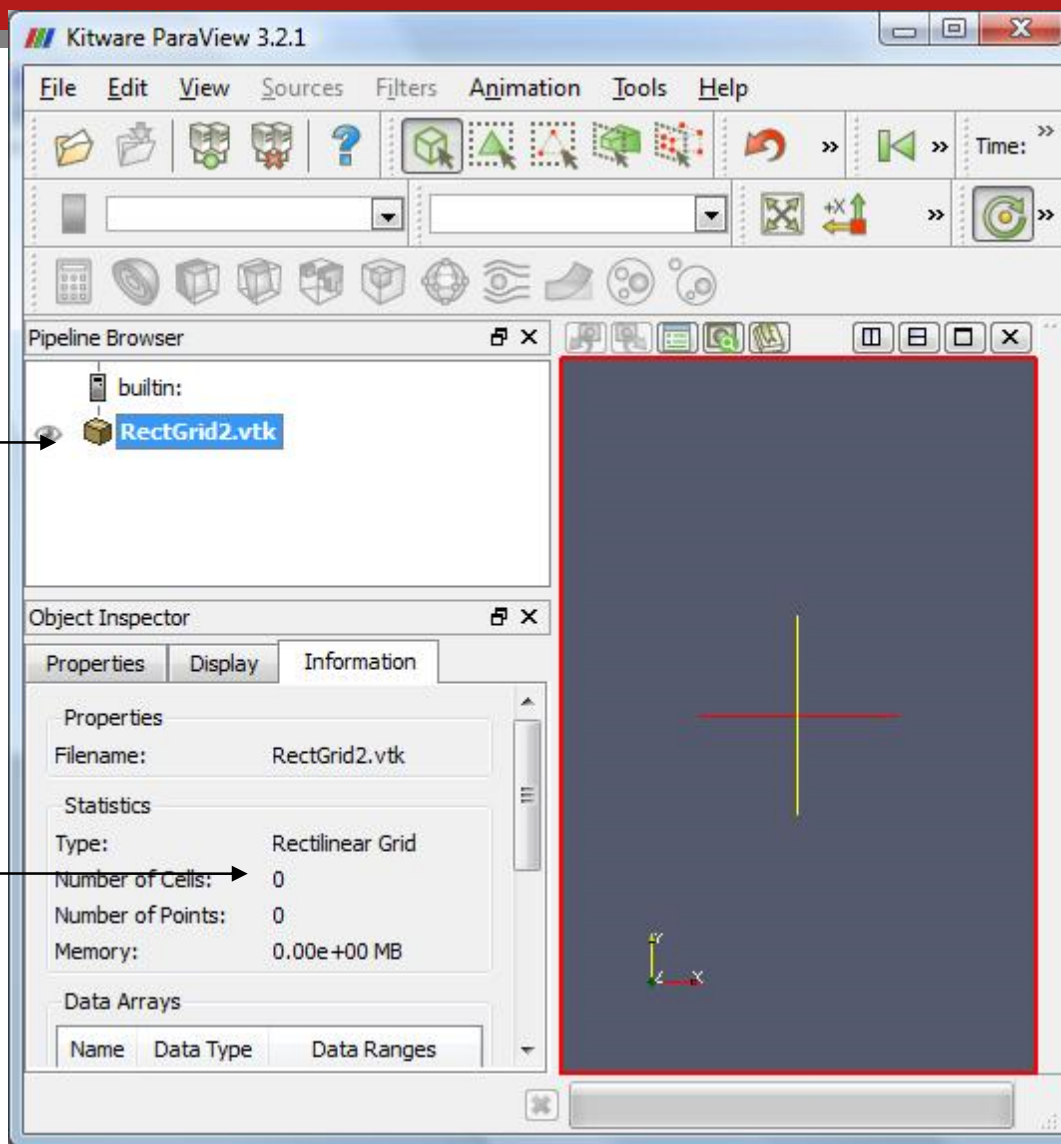 Kitware ParaView 3.2.1
File Edit View Sources Filters Animation Tools Help
Time:
+X
Pipeline Browser
builtin:
RectGrid2.vtk
Object Inspector
Properties Display Information
Properties
Filename: RectGrid2.vtk
Statistics
Type: Rectilinear Grid
Number of Cells: 0
Number of Points: 0
Memory: 0.00e+00 MB
Data Arrays
Name Data Type Data Ranges
Y
Z X